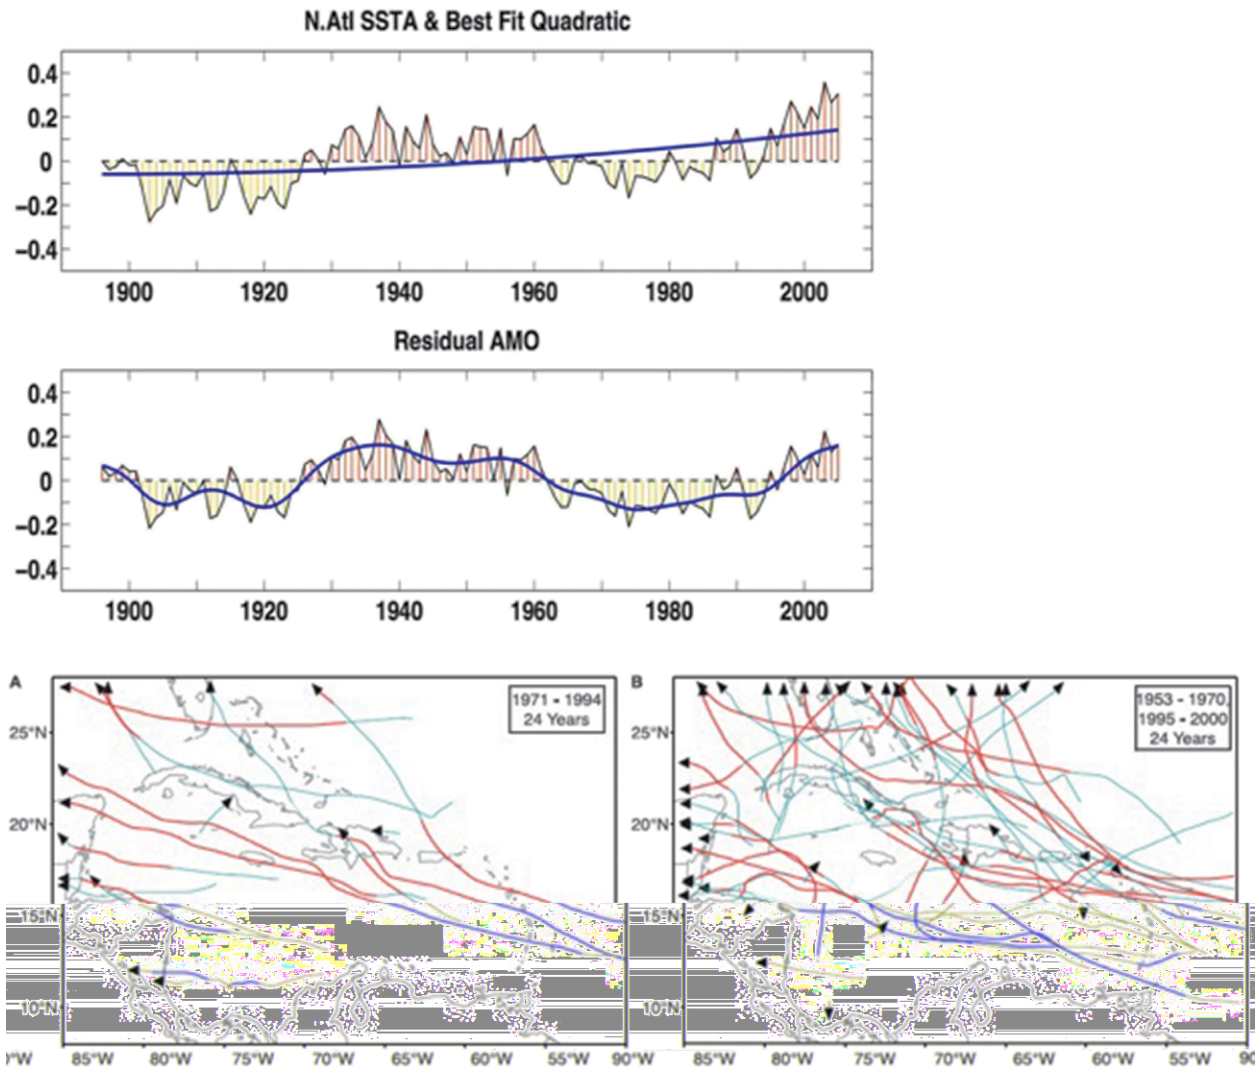 N.Atl SSTA & Best Fit Quadratic
0.4
0.2
0
−0.2
−0.4
1900 1920 1940 1960 1980 2000
Residual AMO
0.4
0.2
0
−0.2
−0.4
1900 1920 1940 1960 1980 2000
A
1971 - 1994
24 Years
25°N
20°N
15°N
10°N
0°W 85°W 80°W 75°W 70°W 65°W 60°W 55°W 90°W
B
1953 - 1970,
1995 - 2000
24 Years
25°N
20°N
15°N
10°N
85°W 80°W 75°W 70°W 65°W 60°W 55°W 90